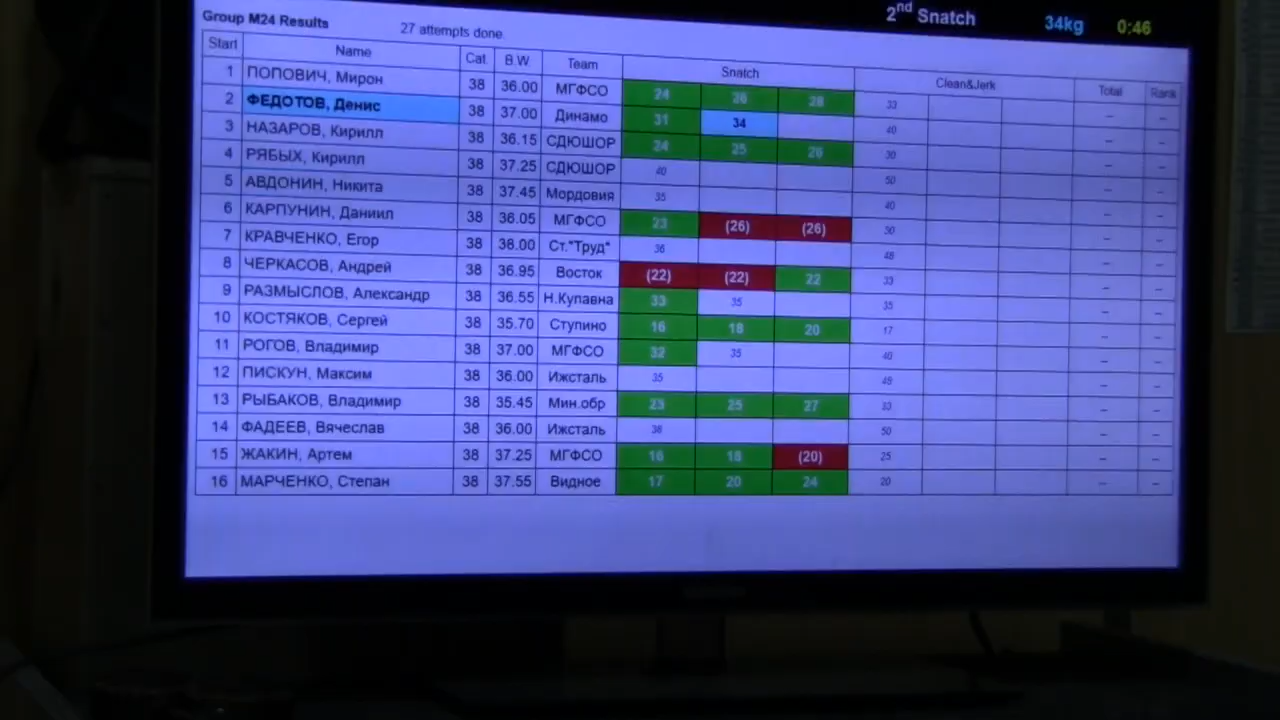 2nd Snatch 34kg 0:46
Group M24 Results 27 attempts done
Start Name Cat. B.W. Team Snatch Clean&Jerk Total Rank
1 ПОПОВИЧ, Мирон 38 36.00 МГФСО 24 26 28 33 – –
2 ФЕДОТОВ, Денис 38 37.00 Динамо 31 34 40 – –
3 НАЗАРОВ, Кирилл 38 36.15 СДЮШОР 24 25 26 30 – –
4 РЯБЫХ, Кирилл 38 37.25 СДЮШОР 40 50 – –
5 АВДОНИН, Никита 38 37.45 Мордовия 35 40 – –
6 КАРПУНИН, Даниил 38 36.05 МГФСО 23 (26) (26) 30 – –
7 КРАВЧЕНКО, Егор 38 38.00 Ст."Труд" 36 48 – –
8 ЧЕРКАСОВ, Андрей 38 36.95 Восток (22) (22) 22 33 – –
9 РАЗМЫСЛОВ, Александр 38 36.55 Н.Купавна 33 35 35 – –
10 КОСТЯКОВ, Сергей 38 35.70 Ступино 16 18 20 17 – –
11 РОГОВ, Владимир 38 37.00 МГФСО 32 35 40 – –
12 ПИСКУН, Максим 38 36.00 Ижсталь 35 – –
13 РЫБАКОВ, Владимир 38 35.45 Мин.обр 23 25 27 33 – –
14 ФАДЕЕВ, Вячеслав 38 36.00 Ижсталь 38 50 – –
15 ЖАКИН, Артем 38 37.25 МГФСО 16 18 (20) 25 – –
16 МАРЧЕНКО, Степан 38 37.55 Видное 17 20 24 20 – –